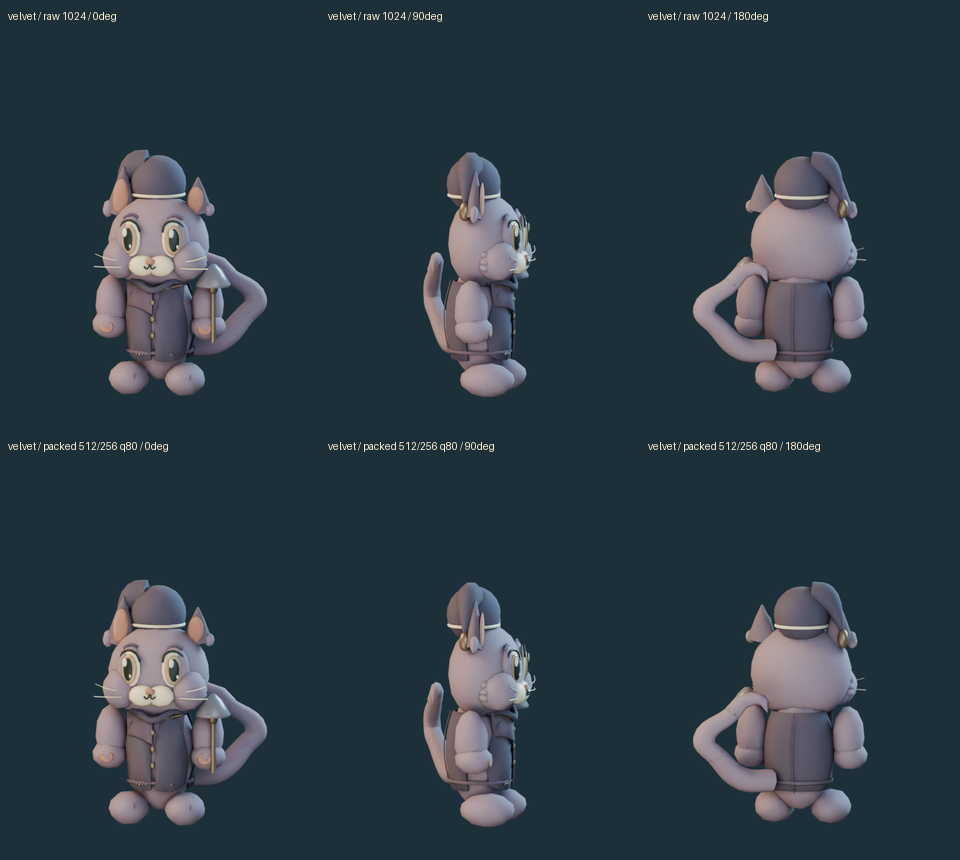 velvet / raw 1024 / 0deg
velvet / raw 1024 / 90deg
velvet / raw 1024 / 180deg
velvet / packed 512/256 q80 / 0deg
velvet / packed 512/256 q80 / 90deg
velvet / packed 512/256 q80 / 180deg